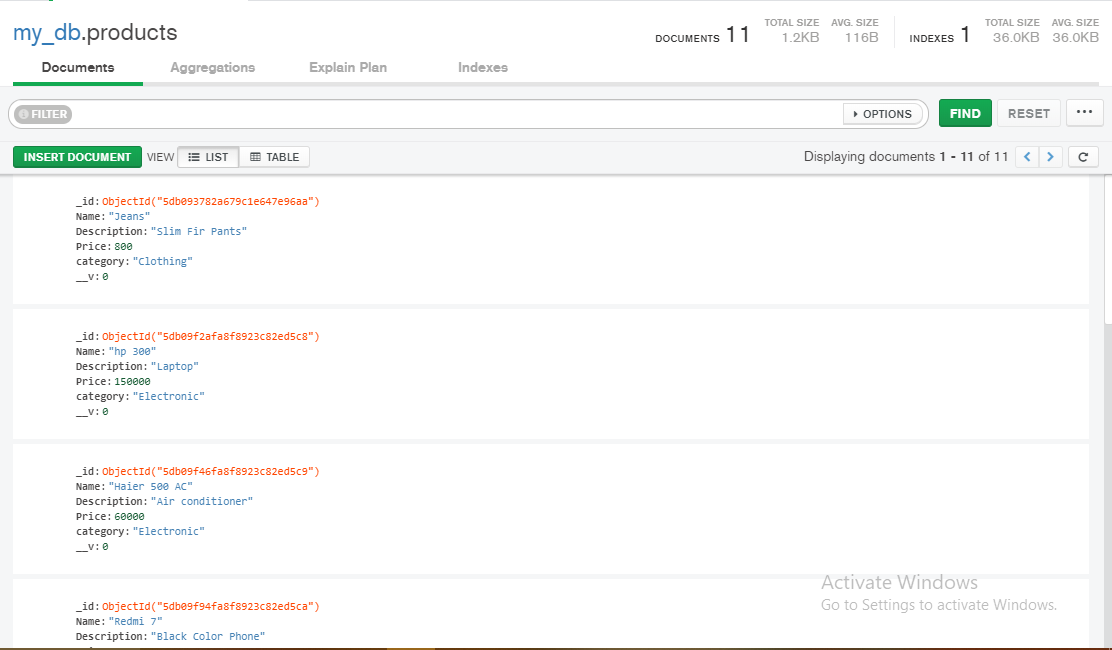 my_db.products
DOCUMENTS 11 TOTAL SIZE 1.2KB AVG. SIZE 116B INDEXES 1 TOTAL SIZE 36.0KB AVG. SIZE 36.0KB
Documents Aggregations Explain Plan Indexes
FILTER OPTIONS FIND RESET ...
INSERT DOCUMENT VIEW LIST TABLE Displaying documents 1 - 11 of 11 < > C
_id: ObjectId("5db093782a679c1e647e96aa")
Name: "Jeans"
Description: "Slim Fir Pants"
Price: 800
category: "Clothing"
__v: 0
_id: ObjectId("5db09f2afa8f8923c82ed5c8")
Name: "hp 300"
Description: "Laptop"
Price: 150000
category: "Electronic"
__v: 0
_id: ObjectId("5db09f46fa8f8923c82ed5c9")
Name: "Haier 500 AC"
Description: "Air conditioner"
Price: 60000
category: "Electronic"
__v: 0
_id: ObjectId("5db09f94fa8f8923c82ed5ca")
Name: "Redmi 7"
Description: "Black Color Phone"
Activate Windows
Go to Settings to activate Windows.